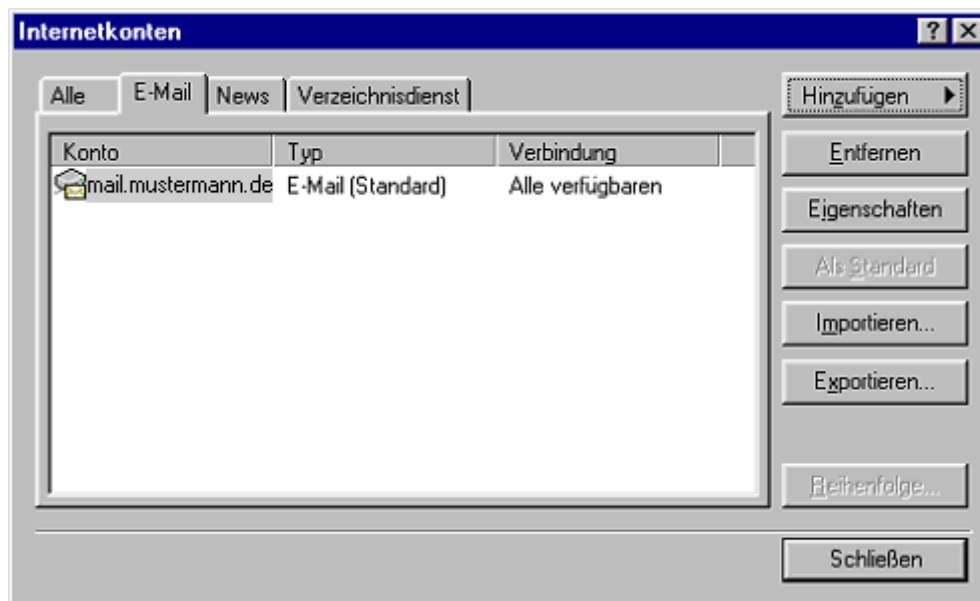 Internetkonten
Alle E-Mail News Verzeichnisdienst
Konto Typ Verbindung
mail.mustermann.de E-Mail (Standard) Alle verfügbaren
Hinzufügen
Entfernen
Eigenschaften
Als Standard
Importieren...
Exportieren...
Reihenfolge...
Schließen